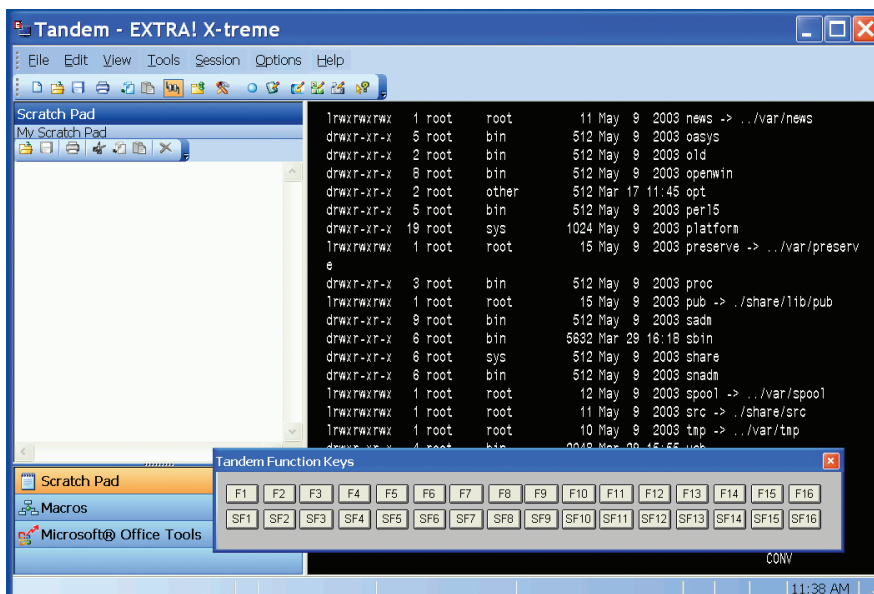 Tandem - EXTRA! X-treme
File Edit View Tools Session Options Help
Scratch Pad
My Scratch Pad
lrwxrwxrwx 1 root root 11 May 9 2003 news -> ../var/news
drwxr-xr-x 5 root bin 512 May 9 2003 oasys
drwxr-xr-x 2 root bin 512 May 9 2003 old
drwxr-xr-x 8 root bin 512 May 9 2003 openwin
drwxr-xr-x 2 root other 512 Mar 17 11:45 opt
drwxr-xr-x 5 root bin 512 May 9 2003 perl5
drwxr-xr-x 19 root sys 1024 May 9 2003 platform
lrwxrwxrwx 1 root root 15 May 9 2003 preserve -> ../var/preserv
e
drwxr-xr-x 3 root bin 512 May 9 2003 proc
lrwxrwxrwx 1 root root 15 May 9 2003 pub -> ./share/lib/pub
drwxr-xr-x 9 root bin 512 May 9 2003 sadm
drwxr-xr-x 6 root bin 5632 Mar 29 16:18 sbin
drwxr-xr-x 6 root sys 512 May 9 2003 share
drwxr-xr-x 6 root bin 512 May 9 2003 snadm
lrwxrwxrwx 1 root root 12 May 9 2003 spool -> ../var/spool
lrwxrwxrwx 1 root root 11 May 9 2003 src -> ./share/src
lrwxrwxrwx 1 root root 10 May 9 2003 tmp -> ../var/tmp
Tandem Function Keys
F1 F2 F3 F4 F5 F6 F7 F8 F9 F10 F11 F12 F13 F14 F15 F16
SF1 SF2 SF3 SF4 SF5 SF6 SF7 SF8 SF9 SF10 SF11 SF12 SF13 SF14 SF15 SF16
Scratch Pad
Macros
Microsoft® Office Tools
CONV
11:38 AM